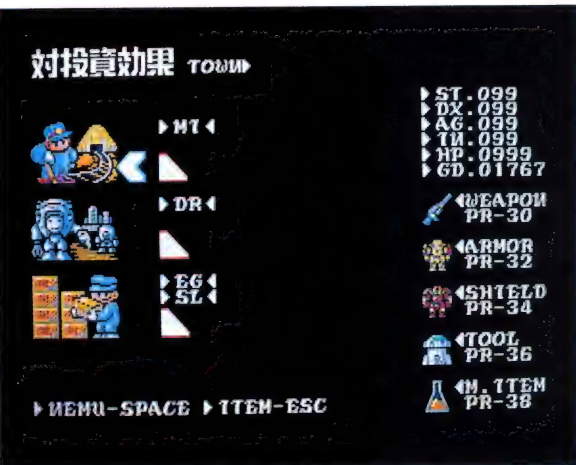 対投資効果 TOWN
MT
DR
EG
SL
MENU-SPACE ITEM-ESC
ST.099
DX.099
AG.099
IN.099
HP.0999
GD.01767
WEAPON
PR-30
ARMOR
PR-32
SHIELD
PR-34
TOOL
PR-36
M.ITEM
PR-38